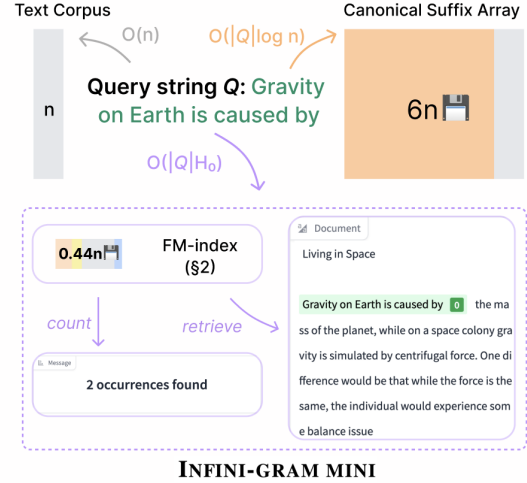 Text Corpus
Canonical Suffix Array
O(n)
O(|Q|log n)
n
Query string Q: Gravity
on Earth is caused by
6n
O(|Q|H₀)
0.44n
FM-index
(§2)
count
retrieve
Message
2 occurrences found
Document
Living in Space
Gravity on Earth is caused by 0 the ma
ss of the planet, while on a space colony gra
vity is simulated by centrifugal force. One di
fference would be that while the force is the
same, the individual would experience som
e balance issue
INFINI-GRAM MINI